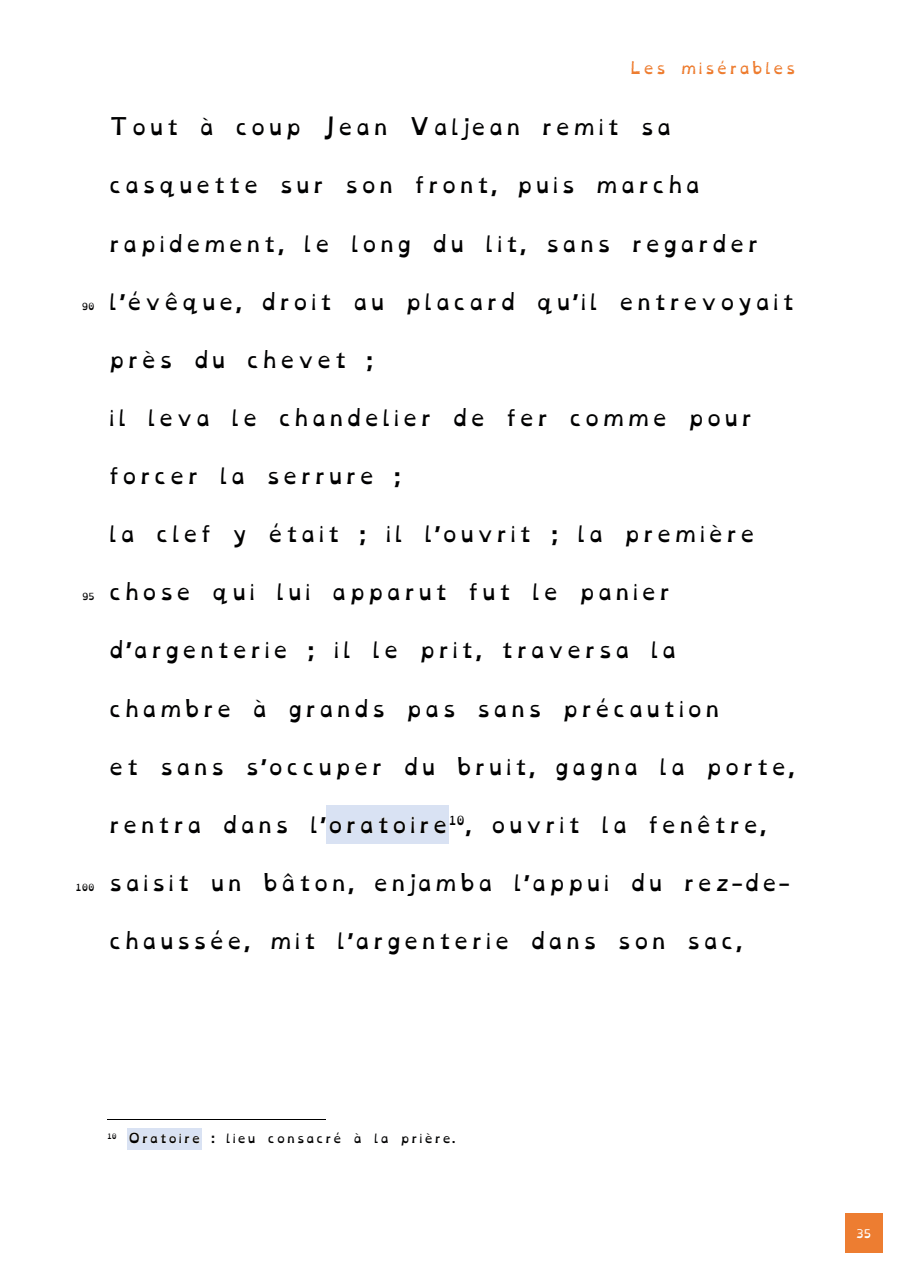 Les misérables
Tout à coup Jean Valjean remit sa
casquette sur son front, puis marcha
rapidement, le long du lit, sans regarder
90 l'évêque, droit au placard qu'il entrevoyait
près du chevet ;
il leva le chandelier de fer comme pour
forcer la serrure ;
la clef y était ; il l'ouvrit ; la première
95 chose qui lui apparut fut le panier
d'argenterie ; il le prit, traversa la
chambre à grands pas sans précaution
et sans s'occuper du bruit, gagna la porte,
rentra dans l'oratoire¹⁰, ouvrit la fenêtre,
100 saisit un bâton, enjamba l'appui du rez-de-
chaussée, mit l'argenterie dans son sac,
¹⁰ Oratoire : lieu consacré à la prière.
35